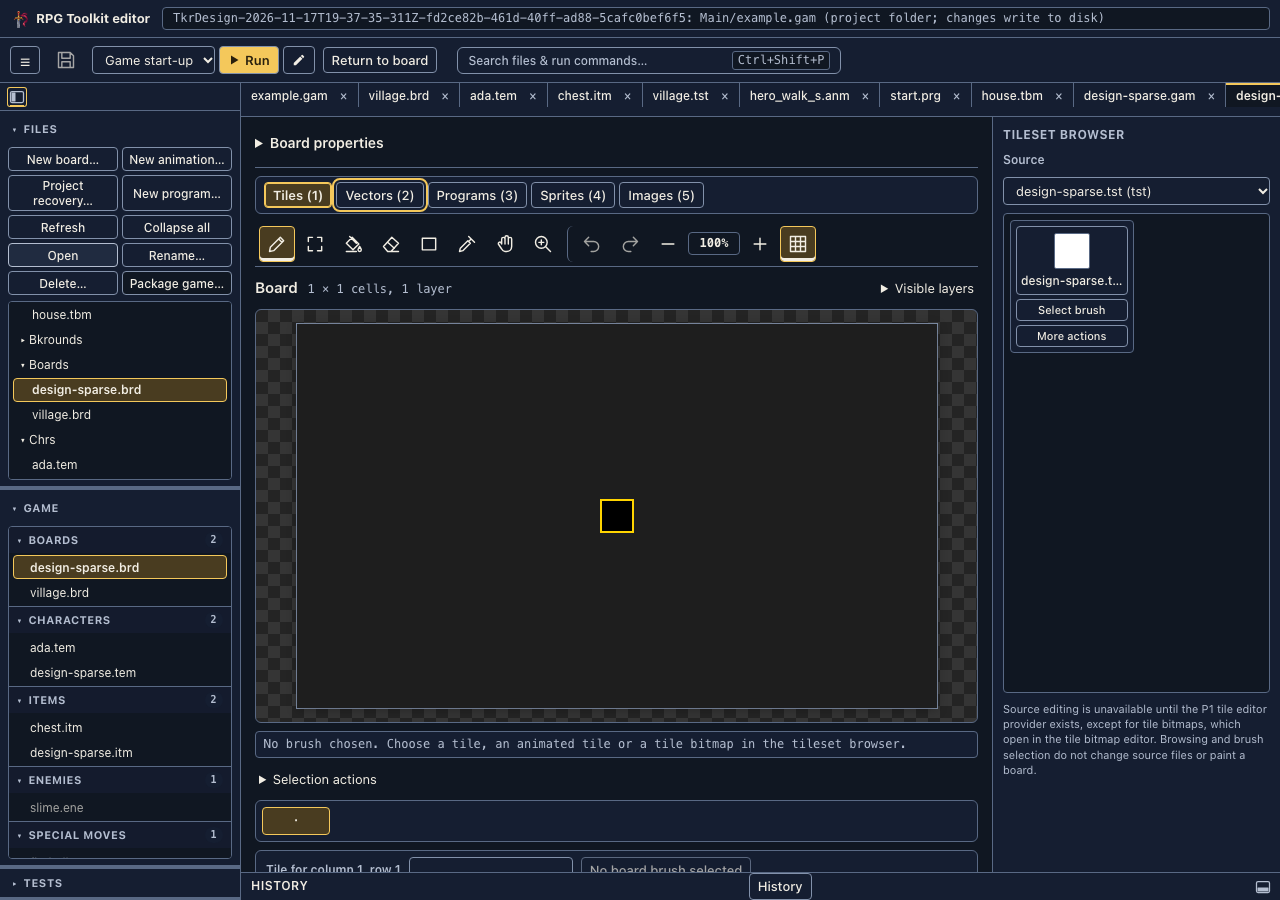 RPG Toolkit editor
TkrDesign-2026-11-17T19-37-35-311Z-fd2ce82b-461d-40ff-ad88-5cafc0bef6f5: Main/example.gam (project folder; changes write to disk)
Game start-up
Run
Return to board
Search files & run commands...
Ctrl+Shift+P
example.gam ×
village.brd ×
ada.tem ×
chest.itm ×
village.tst ×
hero_walk_s.anm ×
start.prg ×
house.tbm ×
design-sparse.gam ×
design-
FILES
New board...
New animation...
Project recovery...
New program...
Refresh
Collapse all
Open
Rename...
Delete...
Package game...
house.tbm
Bkrounds
Boards
design-sparse.brd
village.brd
Chrs
ada.tem
GAME
BOARDS 2
design-sparse.brd
village.brd
CHARACTERS 2
ada.tem
design-sparse.tem
ITEMS 2
chest.itm
design-sparse.itm
ENEMIES 1
slime.ene
SPECIAL MOVES 1
TESTS
Board properties
Tiles (1)
Vectors (2)
Programs (3)
Sprites (4)
Images (5)
100%
Board 1 × 1 cells, 1 layer
Visible layers
No brush chosen. Choose a tile, an animated tile or a tile bitmap in the tileset browser.
Selection actions
Tile for column 1, row 1
No board brush selected
HISTORY
History
TILESET BROWSER
Source
design-sparse.tst (tst)
design-sparse.t...
Select brush
More actions
Source editing is unavailable until the P1 tile editor
provider exists, except for tile bitmaps, which
open in the tile bitmap editor. Browsing and brush
selection do not change source files or paint a
board.